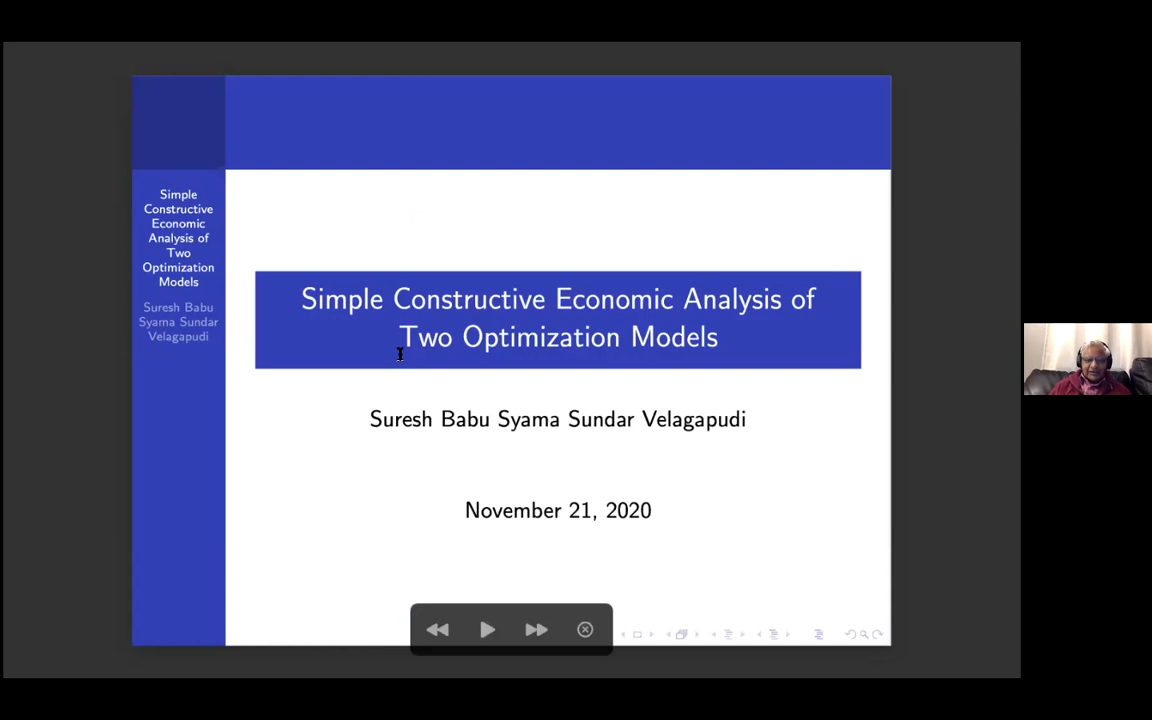 Simple
Constructive
Economic
Analysis of
Two
Optimization
Models
Suresh Babu
Syama Sundar
Velagapudi
Simple Constructive Economic Analysis of
Two Optimization Models
Suresh Babu Syama Sundar Velagapudi
November 21, 2020